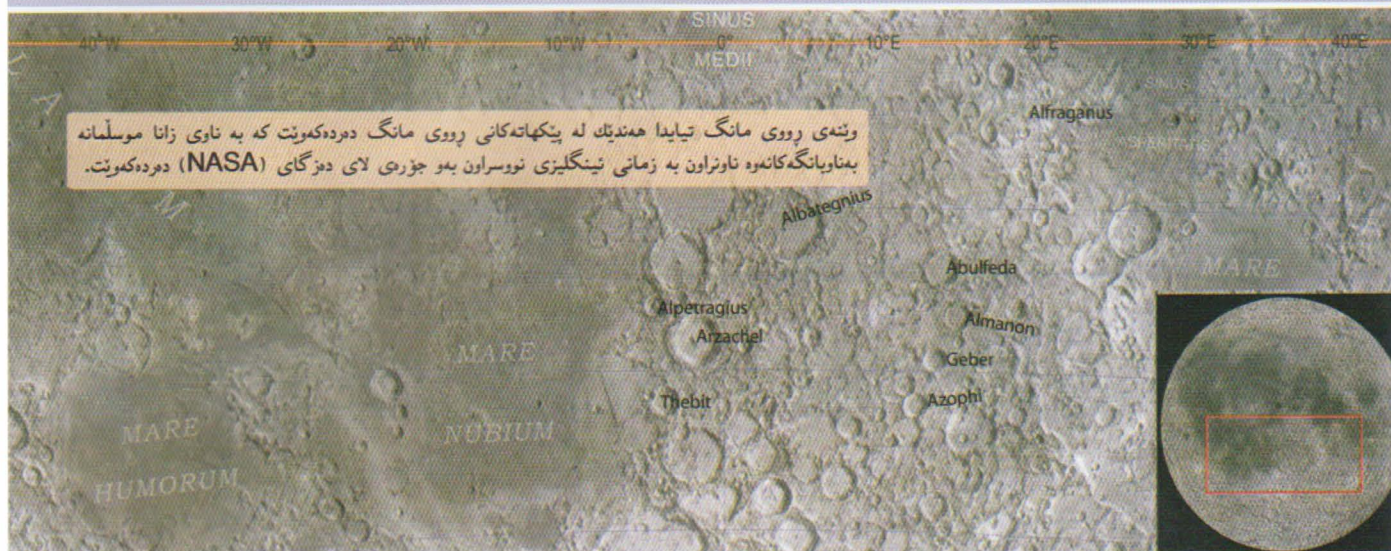 SINUS
MEDII
40°W 30°W 20°W 10°W 0° 10°E 20°E 30°E 40°E
L
A
M
Alfraganus
وێنەی ڕووی مانگ تیایدا هەندێك لە پێكهاتەكانی ڕووی مانگ دەردەكەوێت كە بە ناوی زانا موسڵمانە
بەناوبانگەكانەوە ناونراون بە زمانی ئینگلیزی نووسراون بەو جۆرەی لای دەزگای (NASA) دەردەكەوێت.
Albategnius
Abulfeda
MARE
Alpetragius
Almanon
Arzachel
MARE
Geber
Thebit
Azophi
MARE
NUBIUM
HUMORUM